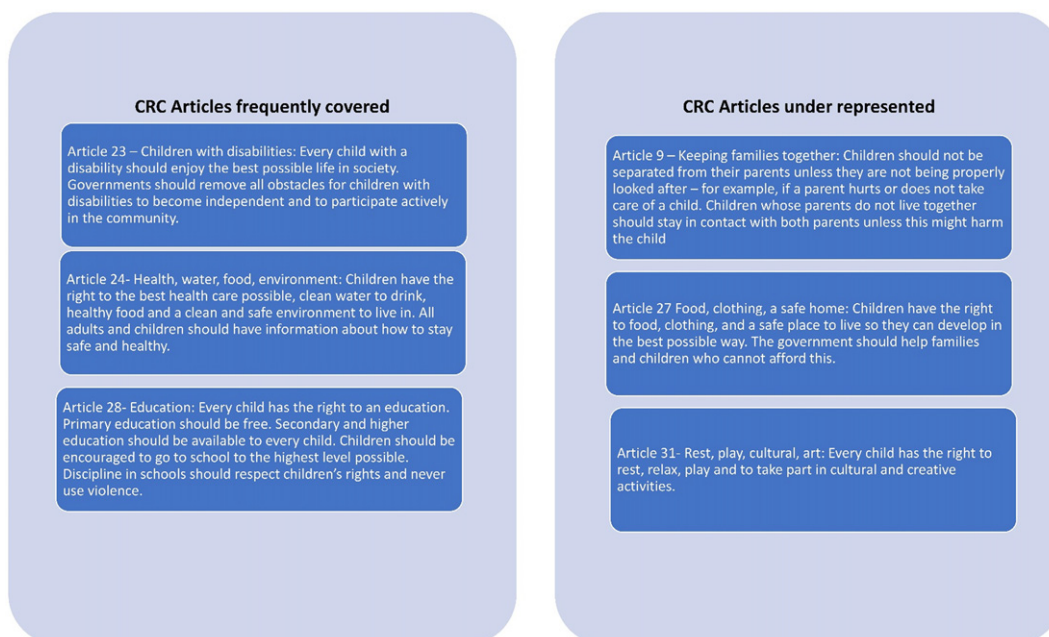 CRC Articles frequently covered
Article 23 – Children with disabilities: Every child with a
disability should enjoy the best possible life in society.
Governments should remove all obstacles for children with
disabilities to become independent and to participate actively
in the community.
Article 24- Health, water, food, environment: Children have the
right to the best health care possible, clean water to drink,
healthy food and a clean and safe environment to live in. All
adults and children should have information about how to stay
safe and healthy.
Article 28- Education: Every child has the right to an education.
Primary education should be free. Secondary and higher
education should be available to every child. Children should be
encouraged to go to school to the highest level possible.
Discipline in schools should respect children's rights and never
use violence.
CRC Articles under represented
Article 9 – Keeping families together: Children should not be
separated from their parents unless they are not being properly
looked after – for example, if a parent hurts or does not take
care of a child. Children whose parents do not live together
should stay in contact with both parents unless this might harm
the child
Article 27 Food, clothing, a safe home: Children have the right
to food, clothing, and a safe place to live so they can develop in
the best possible way. The government should help families
and children who cannot afford this.
Article 31- Rest, play, cultural, art: Every child has the right to
rest, relax, play and to take part in cultural and creative
activities.